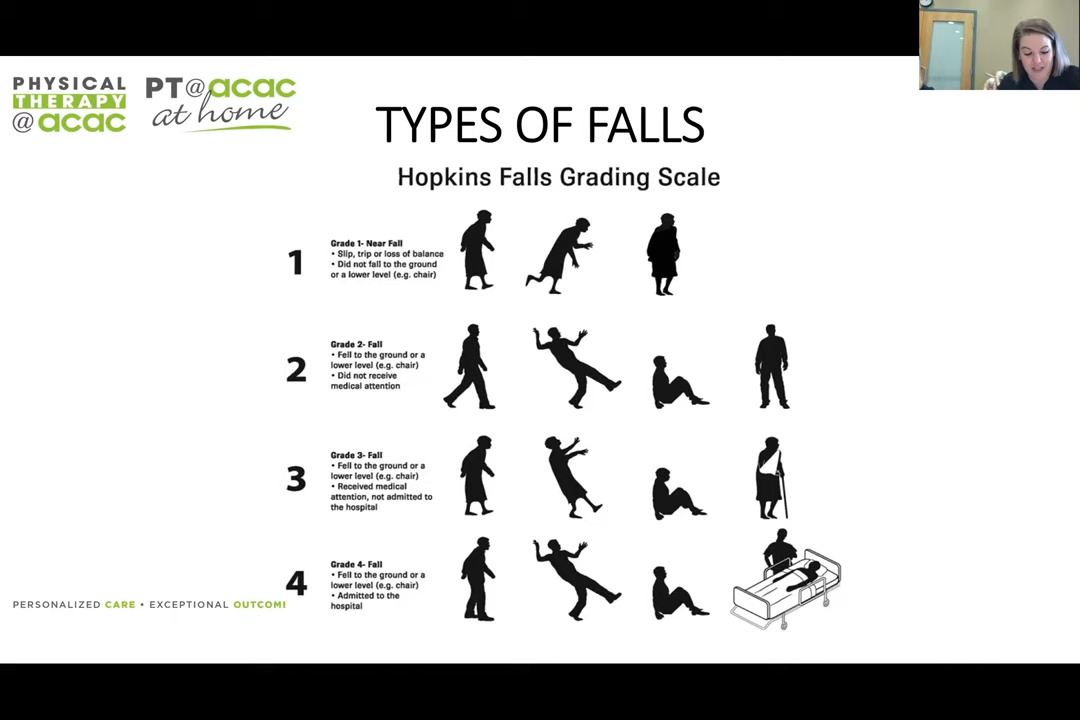 PHYSICAL
THERAPY
@acac
PT@acac
at home
TYPES OF FALLS
Hopkins Falls Grading Scale
1
Grade 1- Near Fall
• Slip, trip or loss of balance
• Did not fall to the ground
or a lower level (e.g. chair)
2
Grade 2- Fall
• Fell to the ground or a
lower level (e.g. chair)
• Did not receive
medical attention
3
Grade 3- Fall
• Fell to the ground or a
lower level (e.g. chair)
• Received medical
attention, not admitted to
the hospital
4
Grade 4- Fall
• Fell to the ground or a
lower level (e.g. chair)
• Admitted to the
hospital
PERSONALIZED CARE • EXCEPTIONAL OUTCOM